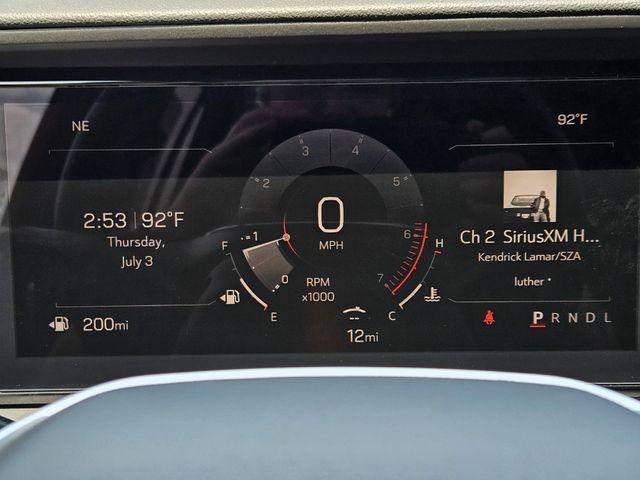 NE
92°F
2:53 92°F
Thursday,
July 3
200mi
3 4
2 5
1 6
0 7
0
MPH
RPM
x1000
F
E
H
C
12mi
Ch 2 SiriusXM H...
Kendrick Lamar/SZA
luther
P R N D L